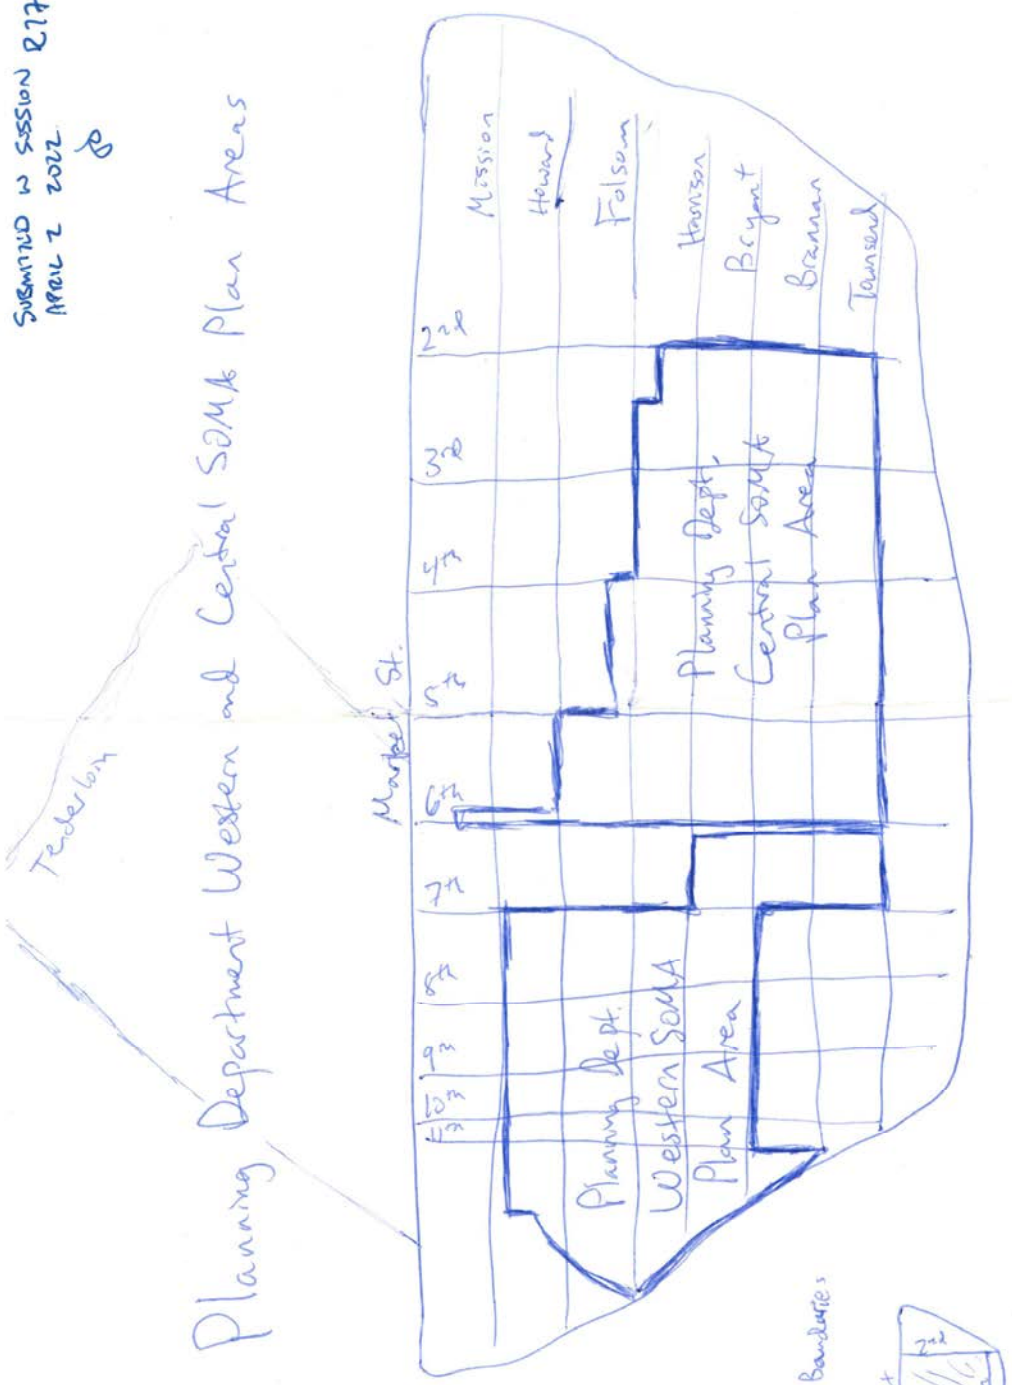 SUBMITTED IN SESSION
APRIL 2 2022
Planning Department Western and Central SOMA Plan Areas
Tenderloin
Market St.
2nd
3rd
4th
5th
6th
7th
8th
9th
10th
11th
Mission
Howard
Folsom
Harrison
Bryant
Brannan
Townsend
Planning Dept.
Central SoMA
Plan Area
Planning Dept.
Western SoMA
Plan Area
Boundaries
2nd